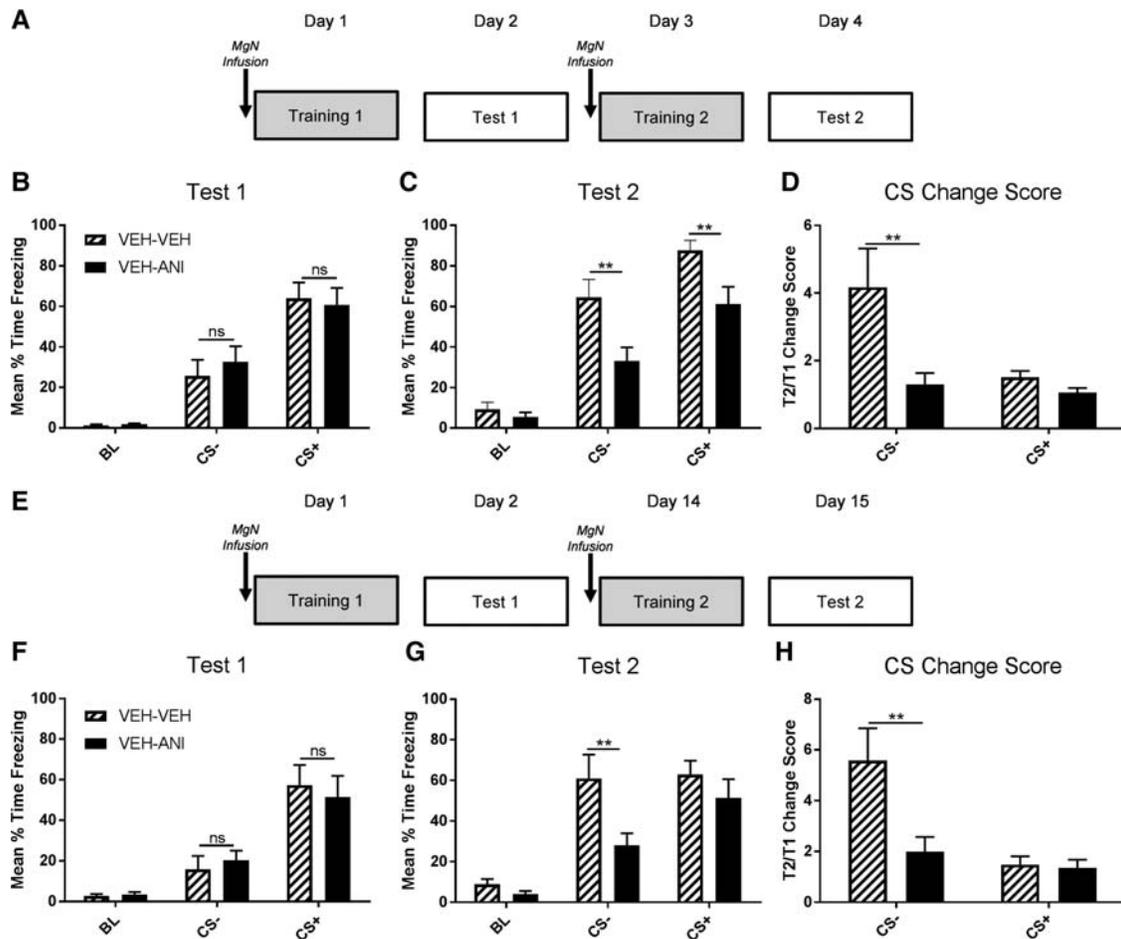 A
Day 1 Day 2 Day 3 Day 4
MgN Infusion
MgN Infusion
Training 1 Test 1 Training 2 Test 2
B
Test 1
Mean % Time Freezing
100
80
60
40
20
0
VEH-VEH
VEH-ANI
ns
ns
BL CS- CS+
C
Test 2
Mean % Time Freezing
100
80
60
40
20
0
**
**
BL CS- CS+
D
CS Change Score
T2/T1 Change Score
6
4
2
0
**
CS- CS+
E
Day 1 Day 2 Day 14 Day 15
MgN Infusion
MgN Infusion
Training 1 Test 1 Training 2 Test 2
F
Test 1
Mean % Time Freezing
100
80
60
40
20
0
VEH-VEH
VEH-ANI
ns
ns
BL CS- CS+
G
Test 2
Mean % Time Freezing
100
80
60
40
20
0
**
BL CS- CS+
H
CS Change Score
T2/T1 Change Score
8
6
4
2
0
**
CS- CS+